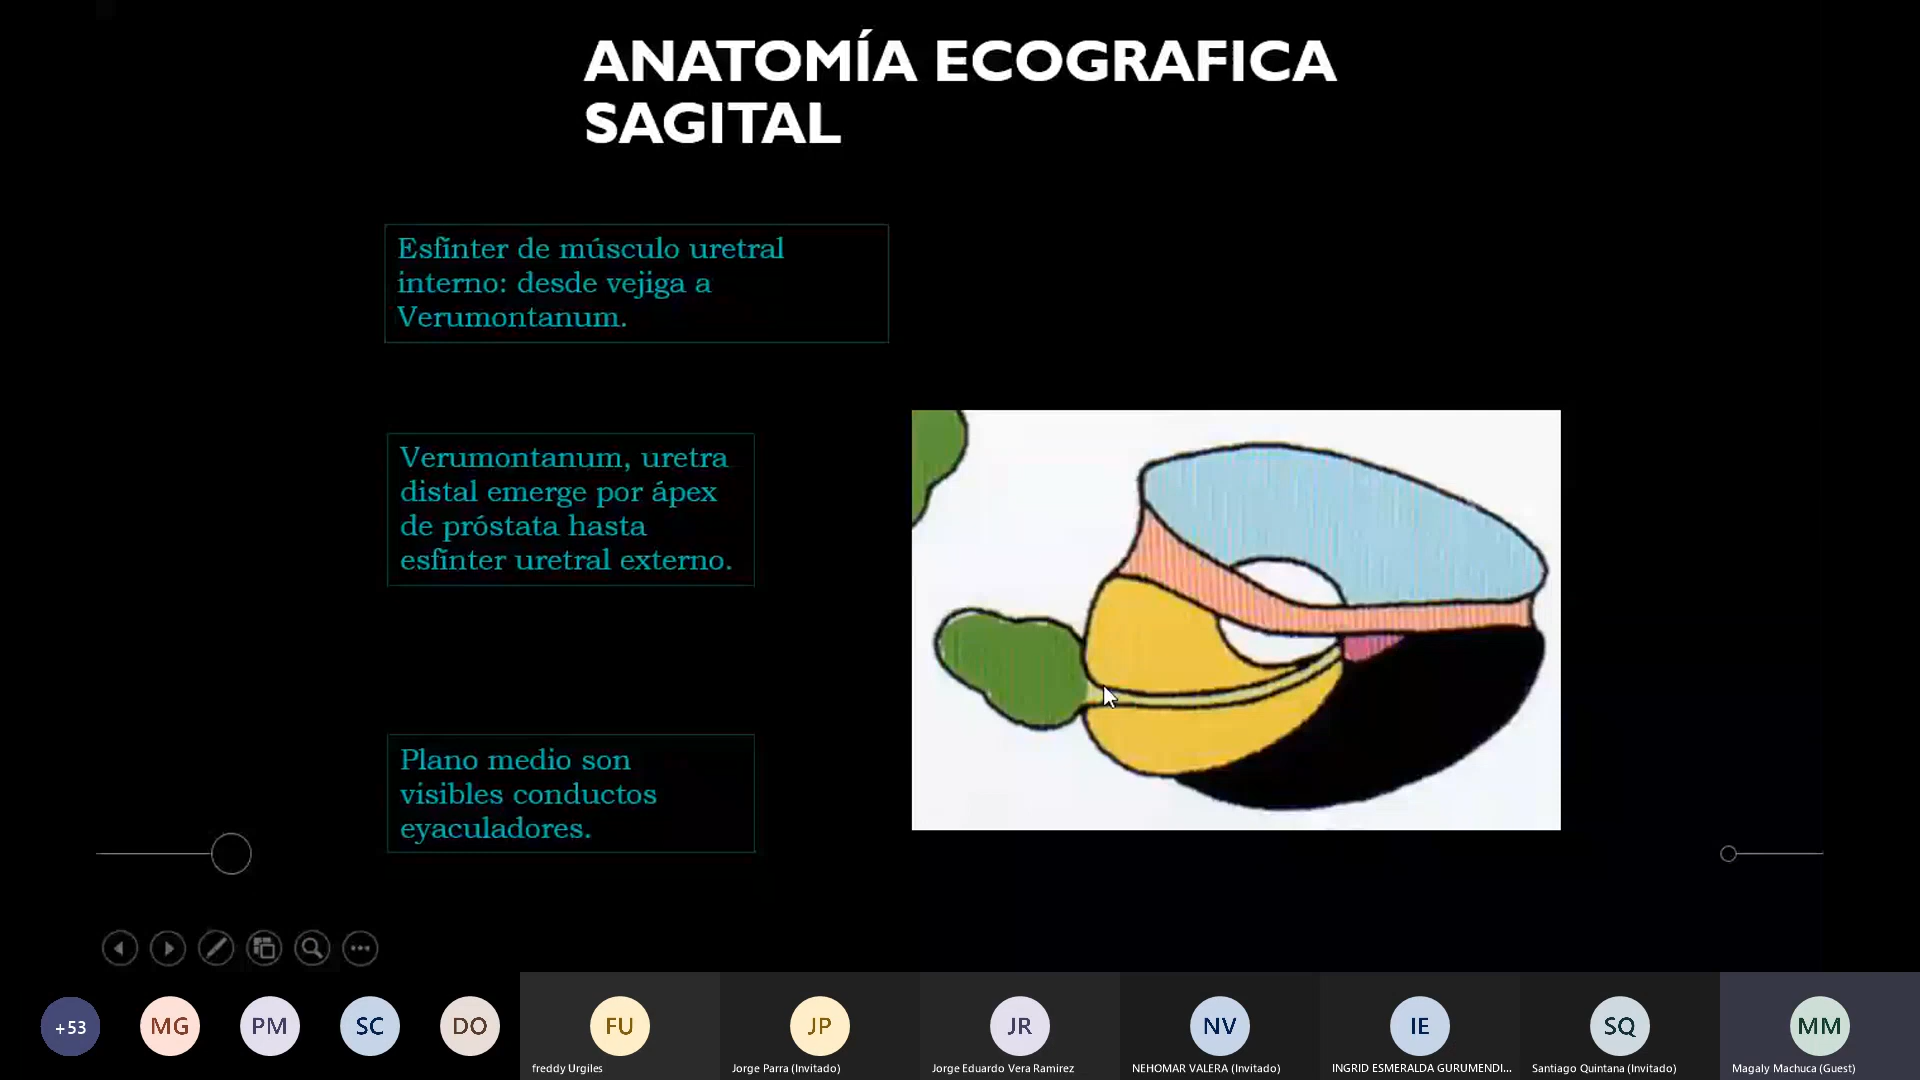 ANATOMÍA ECOGRAFICA
SAGITAL
Esfínter de músculo uretral
interno: desde vejiga a
Verumontanum.
Verumontanum, uretra
distal emerge por ápex
de próstata hasta
esfínter uretral externo.
Plano medio son
visibles conductos
eyaculadores.
+53
MG
PM
SC
DO
FU
JP
JR
NV
IE
SQ
MM
freddy Urgiles
Jorge Parra (Invitado)
Jorge Eduardo Vera Ramirez
NEHOMAR VALERA (Invitado)
INGRID ESMERALDA GURUMENDI...
Santiago Quintana (Invitado)
Magaly Machuca (Guest)